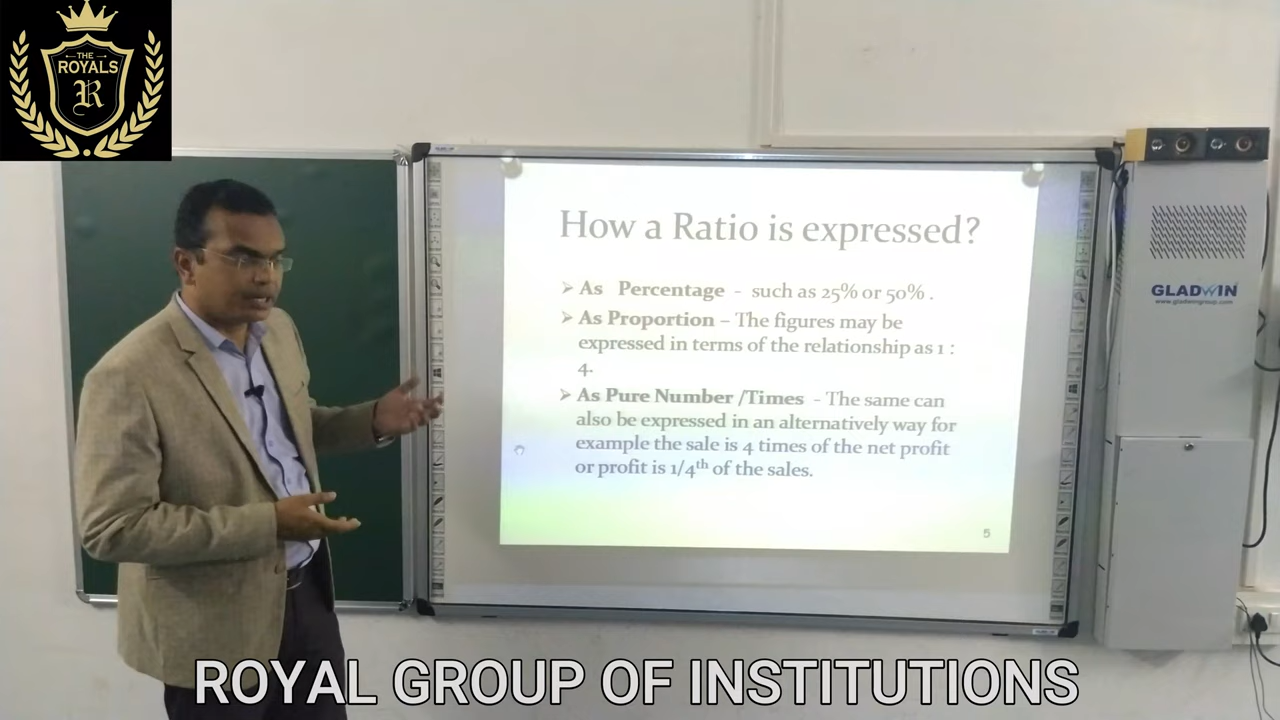 THE
ROYALS
R
How a Ratio is expressed?
➢ As Percentage - such as 25% or 50% .
➢ As Proportion – The figures may be
expressed in terms of the relationship as 1 :
4.
➢ As Pure Number /Times - The same can
also be expressed in an alternatively way for
example the sale is 4 times of the net profit
or profit is 1/4th of the sales.
5
GLADWIN
www.gladwingroup.com
ROYAL GROUP OF INSTITUTIONS